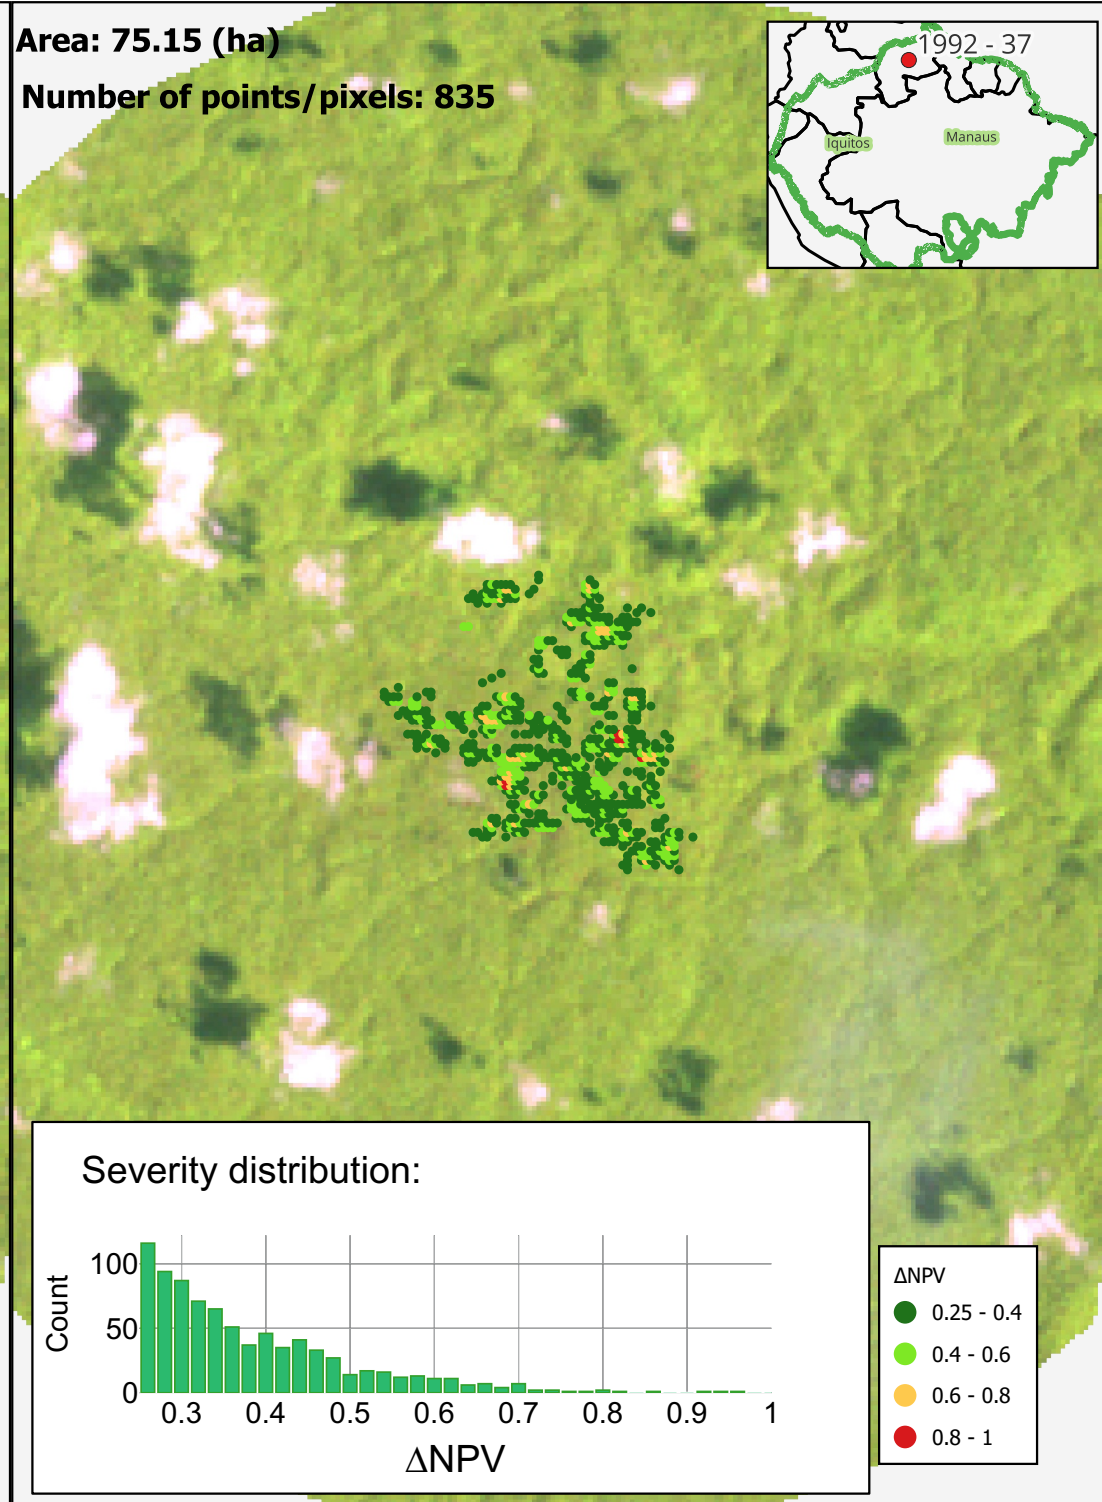 Area: 75.15 (ha)
Number of points/pixels: 835
1992 - 37
Iquitos
Manaus
Severity distribution:
Count
100
50
0
0.3 0.4 0.5 0.6 0.7 0.8 0.9 1
ΔNPV
ΔNPV
0.25 - 0.4
0.4 - 0.6
0.6 - 0.8
0.8 - 1